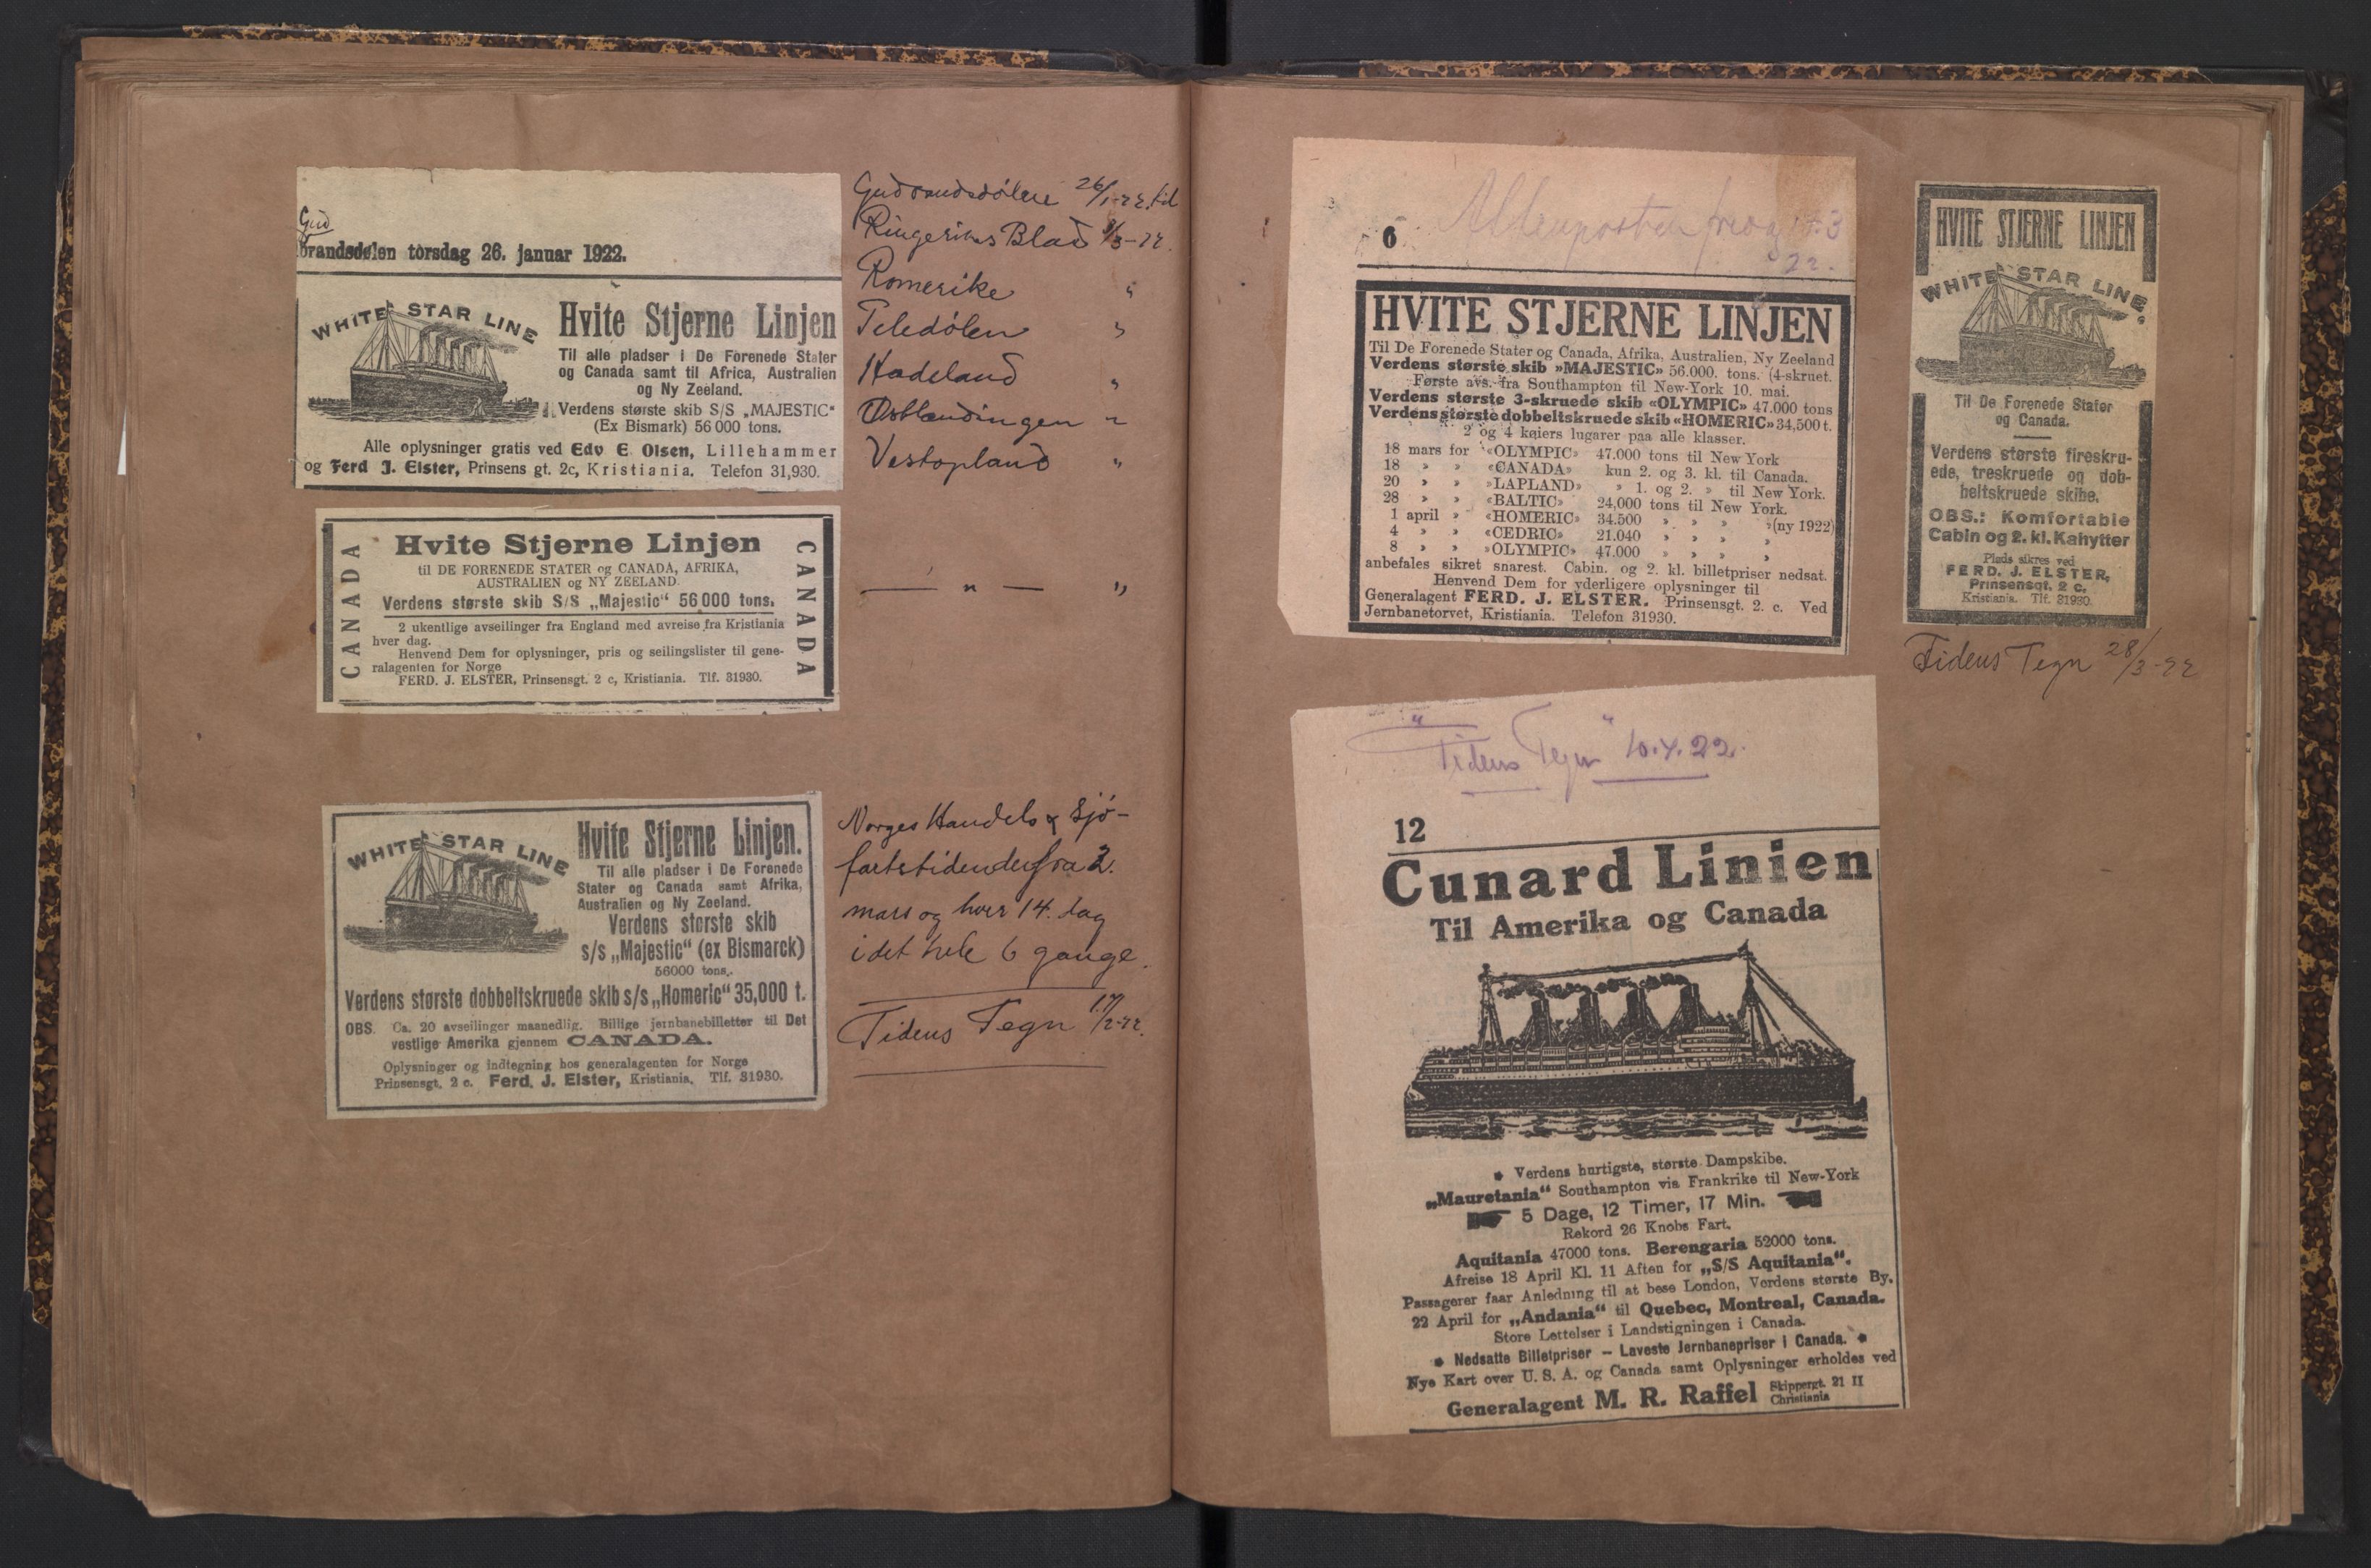 Gud
brandsdølen torsdag 26. januar 1922.
WHITE STAR LINE
Hvite Stjerne Linjen
Til alle pladser i De Forenede Stater
og Canada samt til Africa, Australien
og Ny Zeeland.
Verdens største skib S/S „MAJESTIC“
(Ex Bismark) 56 000 tons.
Alle oplysninger gratis ved Edv E. Olsen, Lillehammer
og Ferd J. Elster, Prinsens gt. 2c, Kristiania. Telefon 31,930.
Gudbrandsdølen 26/1-22. til
Ringerikes Blad /3-22.
Romerike "
Teledølen "
Hadeland "
Østlendingen "
Vestopland "
CANADA
Hvite Stjerne Linjen
til DE FORENEDE STATER og CANADA, AFRIKA,
AUSTRALIEN og NY ZEELAND.
Verdens største skib S/S „Majestic“ 56 000 tons.
2 ukentlige avseilinger fra England med avreise fra Kristiania
hver dag.
Henvend Dem for oplysninger, pris og seilingslister til gene-
ralagenten for Norge
FERD. J. ELSTER, Prinsensgt. 2 c, Kristiania. Tlf. 31930.
CANADA
— " — "
WHITE STAR LINE
Hvite Stjerne Linjen.
Til alle pladser i De Forenede
Stater og Canada samt Afrika,
Australien og Ny Zeeland.
Verdens største skib
s/s „Majestic“ (ex Bismarck)
56000 tons.
Verdens største dobbeltskruede skib s/s „Homeric“ 35,000 t.
OBS. Ca. 20 avseilinger maanedlig. Billige jernbanebilletter til Det
vestlige Amerika gjennem CANADA.
Oplysninger og indtegning hos generalagenten for Norge
Prinsensgt. 2 c. Ferd. J. Elster, Kristiania. Tlf. 31930.
Norges Handels & Sjø-
fartstidende fra 2.
mars og hver 14. dag
i det hele 6 gange.
Tidens Tegn 17/2-22.
6
22.
HVITE STJERNE LINJEN
Til De Forenede Stater og Canada, Afrika, Australien, Ny Zeeland
Verdens største skib »MAJESTIC» 56.000. tons. (4-skruet.
Første avs. fra Southampton til New-York 10. mai.
Verdens største 3-skruede skib «OLYMPIC» 47.000 tons
Verdens største dobbeltskruede skib «HOMERIC» 34,500 t.
2 og 4 køiers lugarer paa alle klasser.
18 mars for «OLYMPIC» 47.000 tons til New York
18 » » «CANADA» kun 2. og 3. kl. til Canada.
20 » » »LAPLAND» » 1. og 2. » til New York.
28 » » «BALTIC» 24,000 tons til New York.
1 april » «HOMERIC» 34.500 » » » »(ny 1922)
4 » » «CEDRIC» 21.040 » » » »
8 » » »OLYMPIC» 47.000 » » » »
anbefales sikret snarest. Cabin. og 2. kl. billetpriser nedsat.
Henvend Dem for yderligere oplysninger til
Generalagent FERD. J. ELSTER. Prinsensgt. 2. c. Ved
Jernbanetorvet, Kristiania. Telefon 31930.
HVITE STJERNE LINJEN
WHITE STAR LINE.
Til De Forenede Stater
og Canada.
Verdens største fireskru-
ede, treskruede og dob-
beltskruede skibe.
OBS.: Komfortable
Cabin og 2. kl. Kahytter
Plads sikres ved
FERD. J. ELSTER,
Prinsensgt. 2 c.
Kristiania. Tlf. 31930.
Tidens Tegn 28/3-22
"Tidens Tegn" 10.4.22.
12
Cunard Linien
Til Amerika og Canada
Verdens hurtigste, største Dampskibe.
„Mauretania“ Southampton via Frankrike til New-York
5 Dage, 12 Timer, 17 Min.
Rekord 26 Knobs Fart.
Aquitania 47000 tons. Berengaria 52000 tons.
Afreise 18 April Kl. 11 Aften for „S/S Aquitania“.
Passagerer faar Anledning til at bese London, Verdens største By.
22 April for „Andania“ til Quebec, Montreal, Canada.
Store Lettelser i Landstigningen i Canada.
Nedsatte Billetpriser – Laveste Jernbanepriser i Canada.
Nye Kart over U. S. A. og Canada samt Oplysninger erholdes ved
Generalagent M. R. Raffel Skippergt. 21 II
Christiania